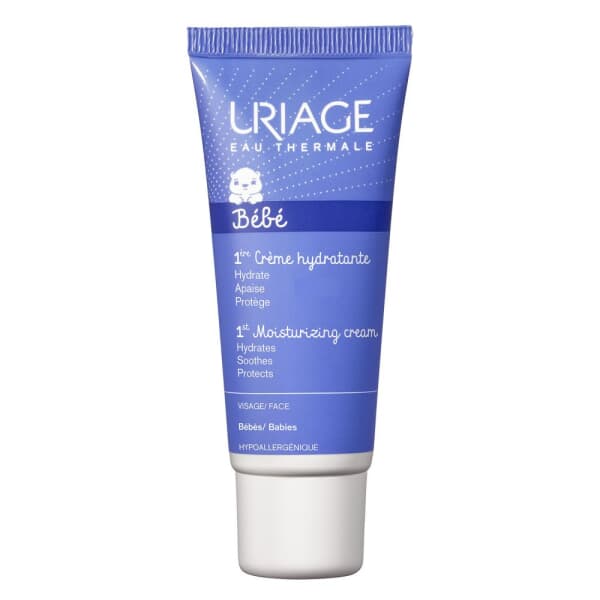 URIAGE
EAU THERMALE
Bébé
1ère Crème hydratante
Hydrate
Apaise
Protège
1st Moisturizing cream
Hydrates
Soothes
Protects
VISAGE/ FACE
Bébés/ Babies
HYPOALLERGÉNIQUE